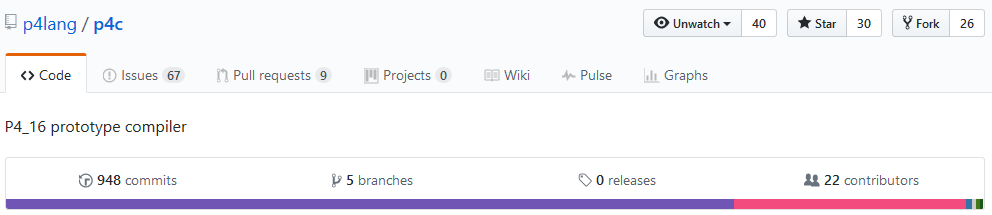 p4lang / p4c Unwatch 40 Star 30 Fork 26
Code Issues 67 Pull requests 9 Projects 0 Wiki Pulse Graphs
P4_16 prototype compiler
948 commits 5 branches 0 releases 22 contributors